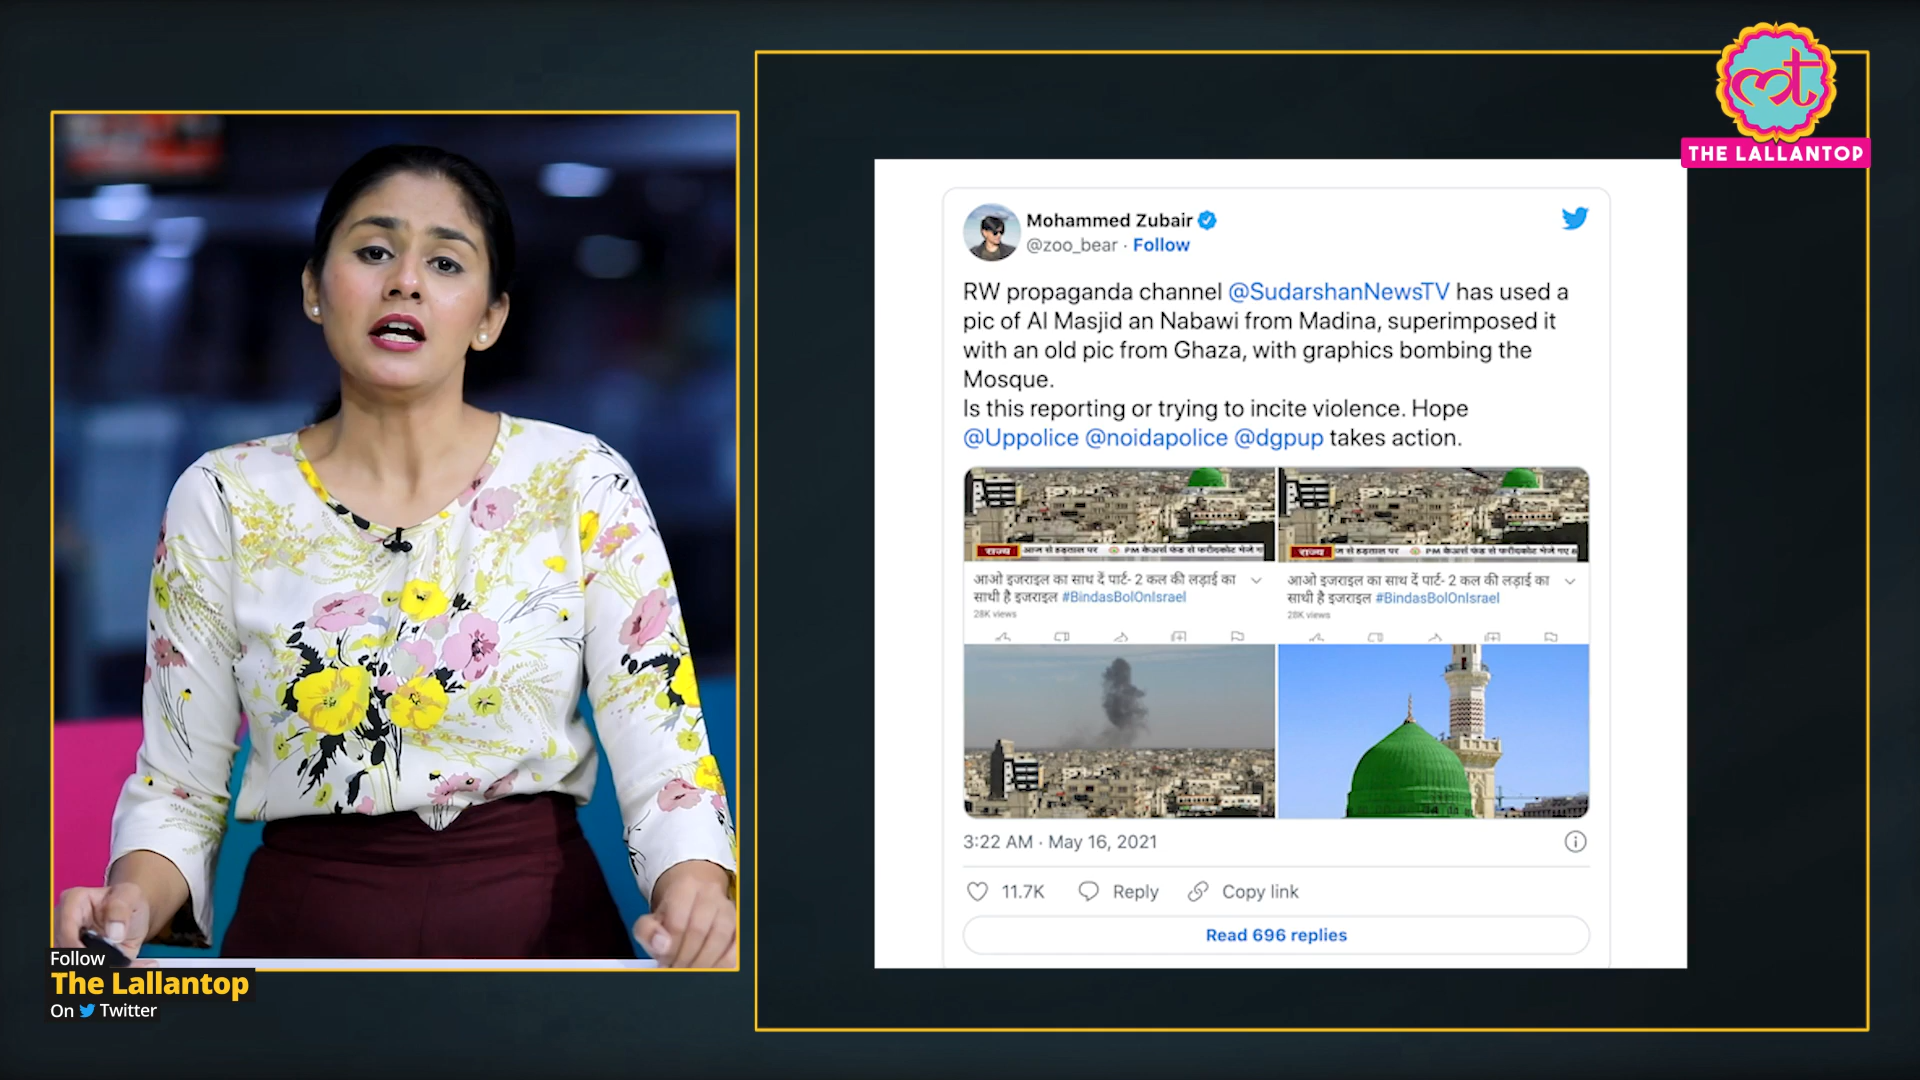 THE LALLANTOP
Mohammed Zubair
@zoo_bear · Follow
RW propaganda channel @SudarshanNewsTV has used a
pic of Al Masjid an Nabawi from Madina, superimposed it
with an old pic from Ghaza, with graphics bombing the
Mosque.
Is this reporting or trying to incite violence. Hope
@Uppolice @noidapolice @dgpup takes action.
राज्य आज से हड़ताल पर PM केअर्स फंड से फरीदकोट भेजे ग
राज्य ज से हड़ताल पर PM केअर्स फंड से फरीदकोट भेजे गए
आओ इजराइल का साथ दें पार्ट- 2 कल की लड़ाई का
साथी है इजराइल #BindasBolOnIsrael
28K views
आओ इजराइल का साथ दें पार्ट- 2 कल की लड़ाई का
साथी है इजराइल #BindasBolOnIsrael
28K views
3:22 AM · May 16, 2021
11.7K Reply Copy link
Read 696 replies
Follow
The Lallantop
On Twitter